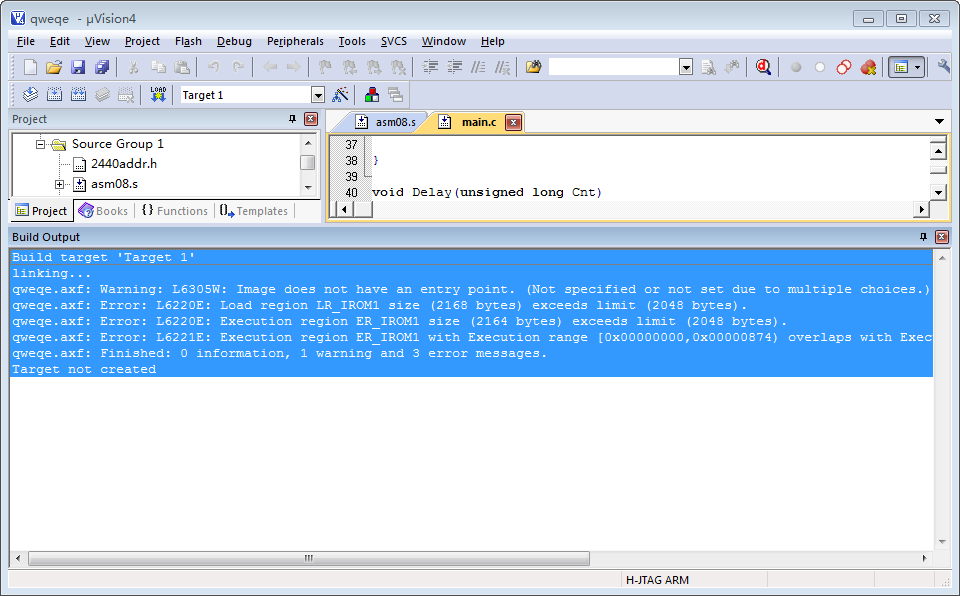 qweqe - µVision4
File Edit View Project Flash Debug Peripherals Tools SVCS Window Help
LOAD Target 1
Project
asm08.s main.c
Source Group 1
2440addr.h
asm08.s
37
38 }
39
40 void Delay(unsigned long Cnt)
Project Books {} Functions Templates
Build Output
Build target 'Target 1'
linking...
qweqe.axf: Warning: L6305W: Image does not have an entry point. (Not specified or not set due to multiple choices.)
qweqe.axf: Error: L6220E: Load region LR_IROM1 size (2168 bytes) exceeds limit (2048 bytes).
qweqe.axf: Error: L6220E: Execution region ER_IROM1 size (2164 bytes) exceeds limit (2048 bytes).
qweqe.axf: Error: L6221E: Execution region ER_IROM1 with Execution range [0x00000000,0x00000874) overlaps with Exec
qweqe.axf: Finished: 0 information, 1 warning and 3 error messages.
Target not created
H-JTAG ARM